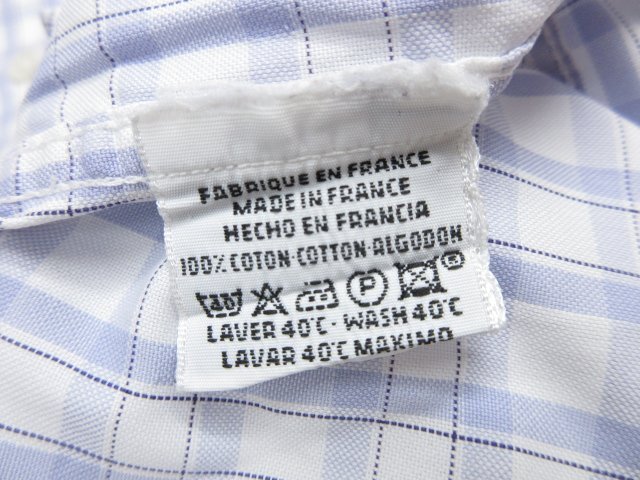 FABRIQUE EN FRANCE
MADE IN FRANCE
HECHO EN FRANCIA
100% COTON·COTTON·ALGODON
40 P M
LAVER 40°C · WASH 40°C
LAVAR 40°C MAXIMO